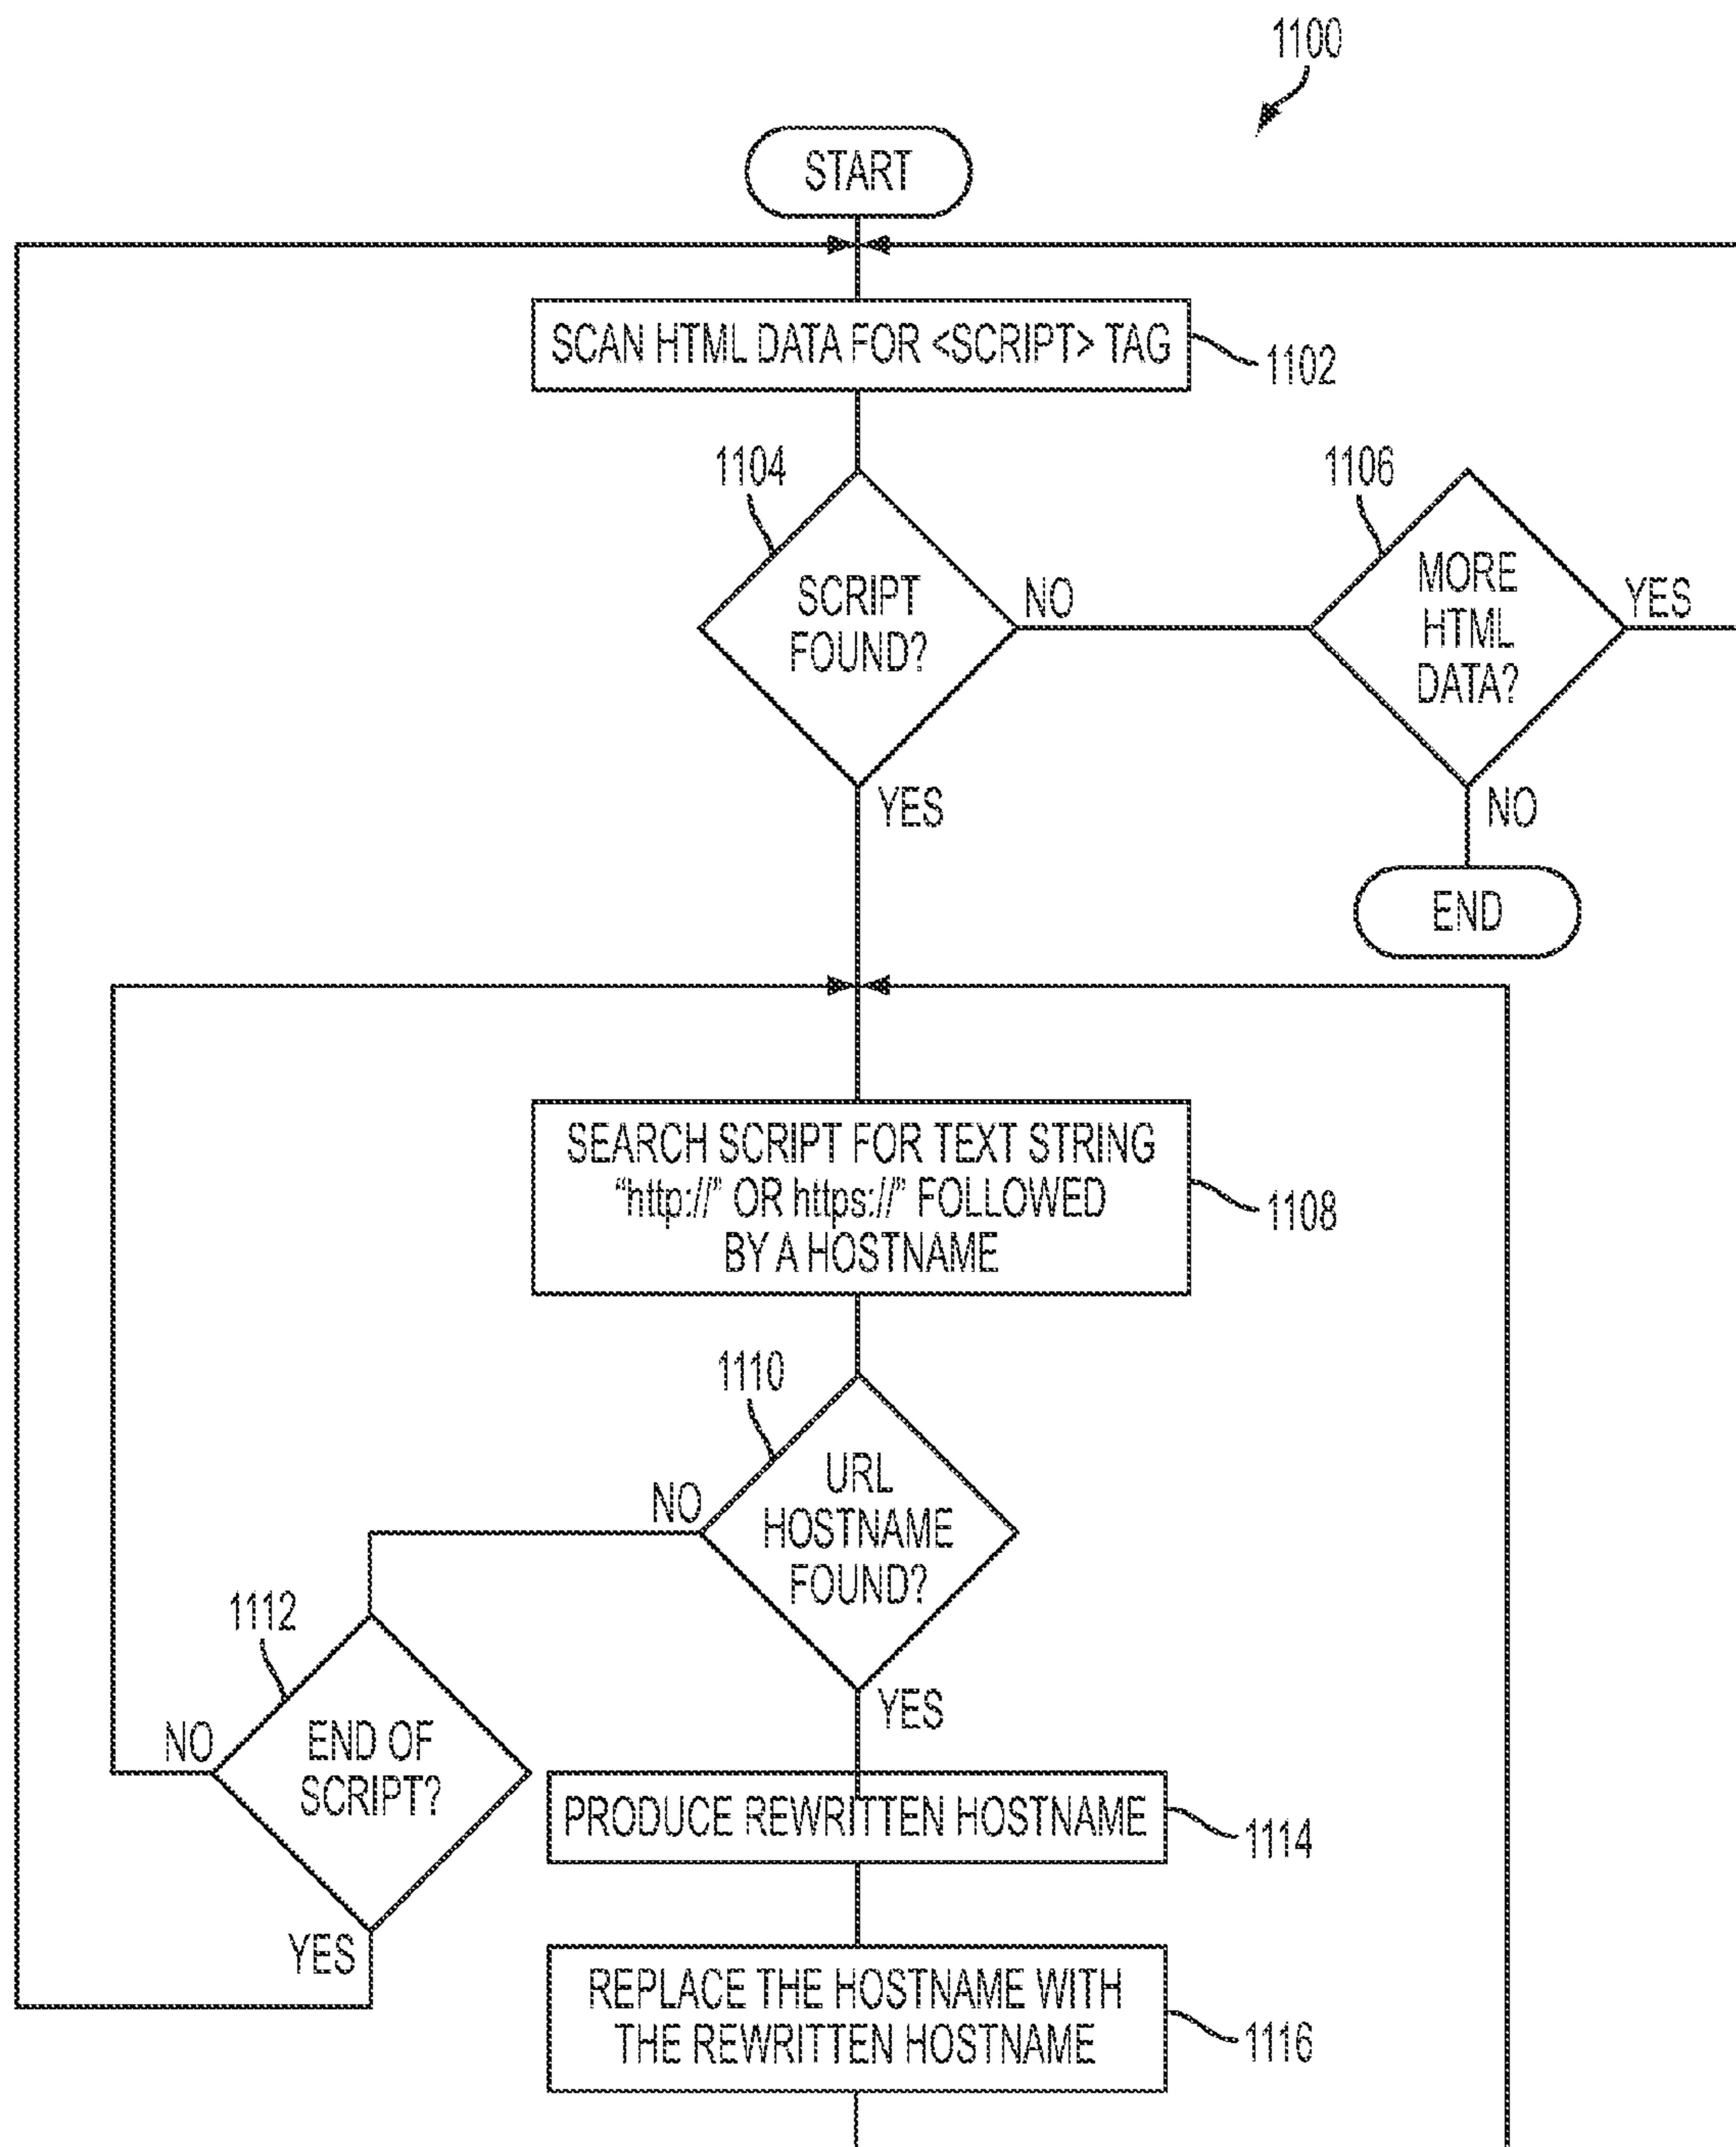 1100
START
SCAN HTML DATA FOR <SCRIPT> TAG
1102
1104
1106
SCRIPT
FOUND?
NO
MORE
HTML
DATA?
YES
YES
NO
END
SEARCH SCRIPT FOR TEXT STRING
“http://” OR https://” FOLLOWED
BY A HOSTNAME
1108
1110
URL
HOSTNAME
FOUND?
NO
1112
YES
END OF
SCRIPT?
NO
PRODUCE REWRITTEN HOSTNAME
1114
YES
REPLACE THE HOSTNAME WITH
THE REWRITTEN HOSTNAME
1116